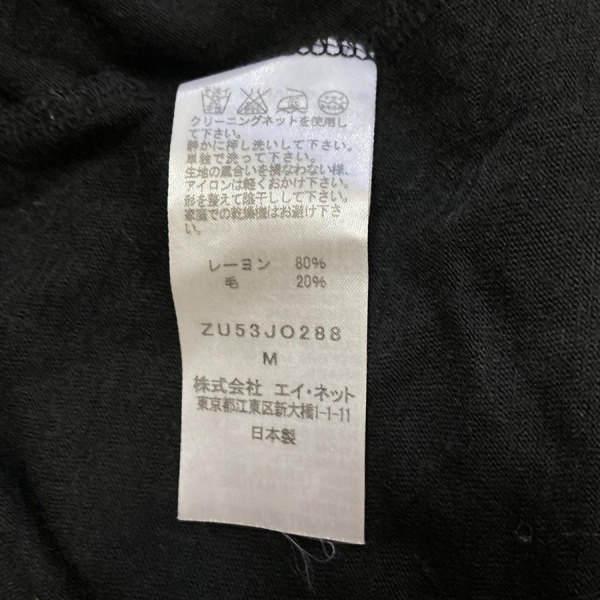 クリーニングネットを使用し
て下さい。
静かに押し洗いして下さい。
単独で洗って下さい。
生地の風合いを損なわない様、
アイロンは軽くおかけ下さい。
形を整えて陰干しして下さい。
家庭での乾燥機はお避け下さ
い。
レーヨン 80%
毛 20%
ZU53JO288
M
株式会社 エイ・ネット
東京都江東区新大橋1-1-11
日本製